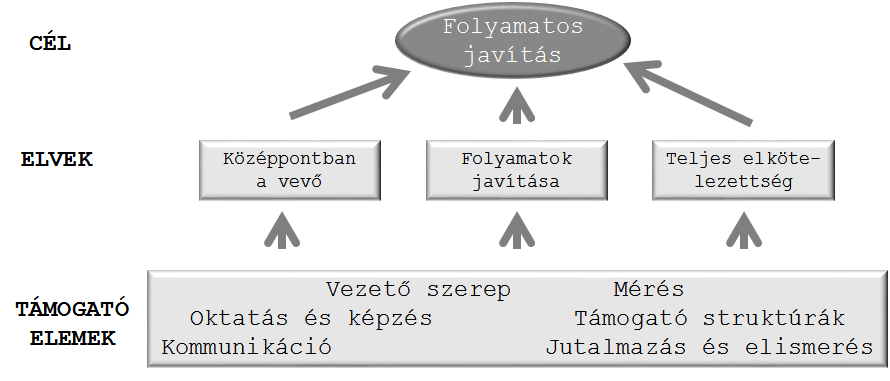 CÉL
Folyamatos
javítás
ELVEK
Középpontban
a vevő
Folyamatok
javítása
Teljes elköte-
lezettség
TÁMOGATÓ
ELEMEK
Vezető szerep Mérés
Oktatás és képzés Támogató struktúrák
Kommunikáció Jutalmazás és elismerés